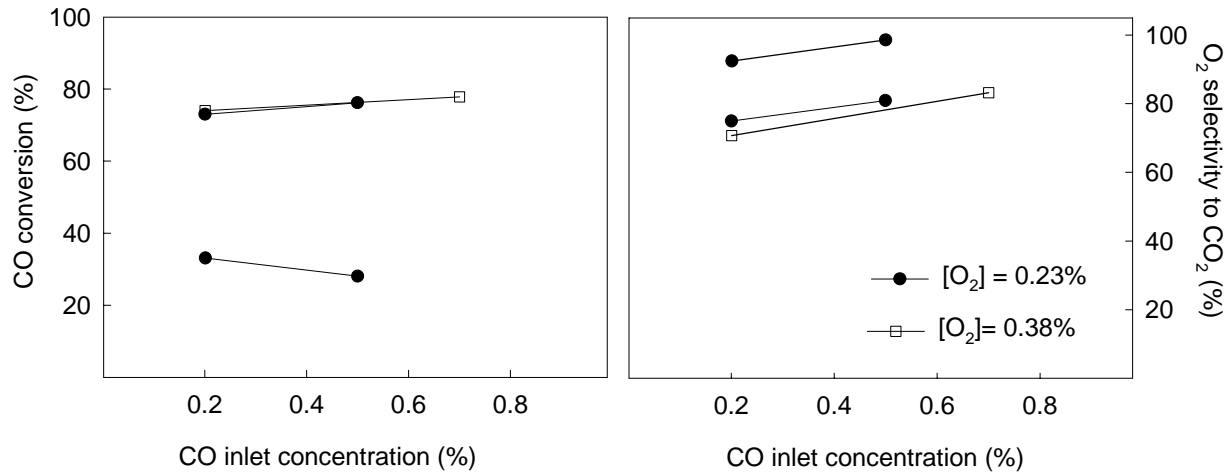 100
80
60
40
20
CO conversion (%)
0.2 0.4 0.6 0.8
CO inlet concentration (%)
100
80
60
40
20
O₂ selectivity to CO₂ (%)
[O₂] = 0.23%
[O₂]= 0.38%
0.2 0.4 0.6 0.8
CO inlet concentration (%)